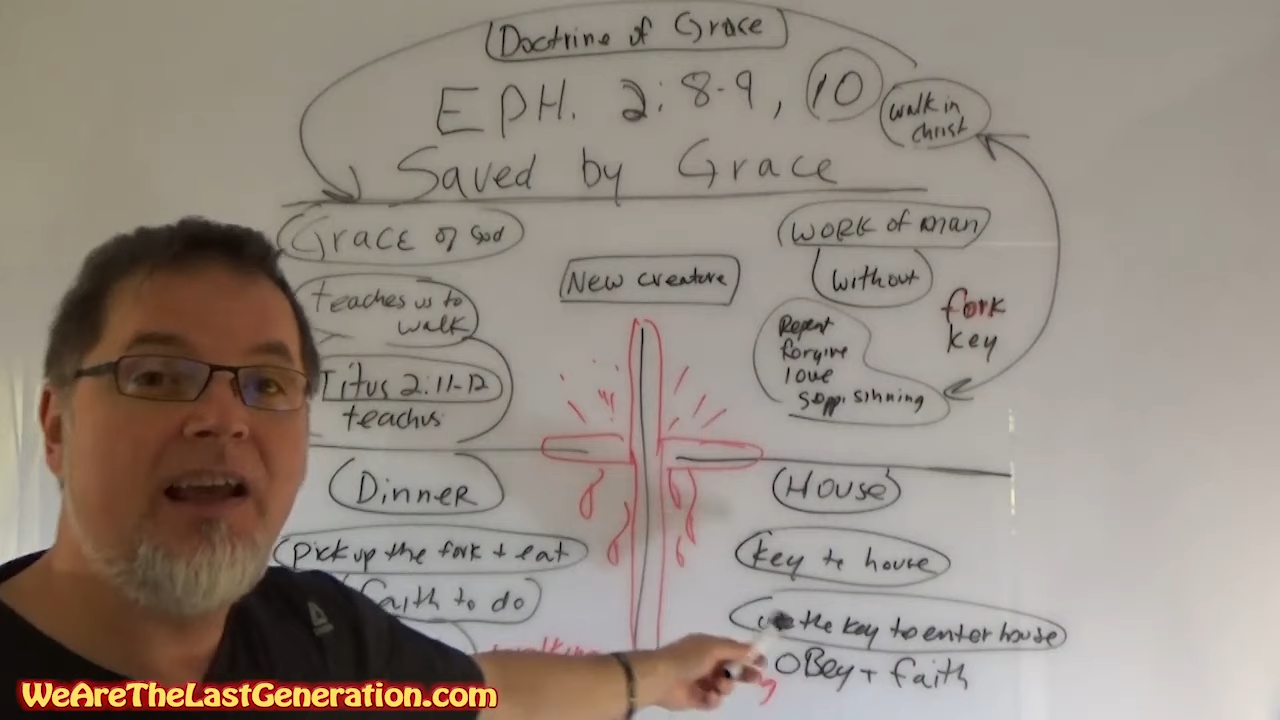 Doctrine of Grace
EPH. 2:8-9, 10
walk in
christ
Saved by Grace
Grace of God
teaches us to
walk
Titus 2:11-12
teachus
New creature
WORK of man
without
Repent
forgive
love
fork
key
Dinner
Pick up the fork + eat
faith to do
House
Key to house
the key to enter house
OBey + faith
WeAreTheLastGeneration.com